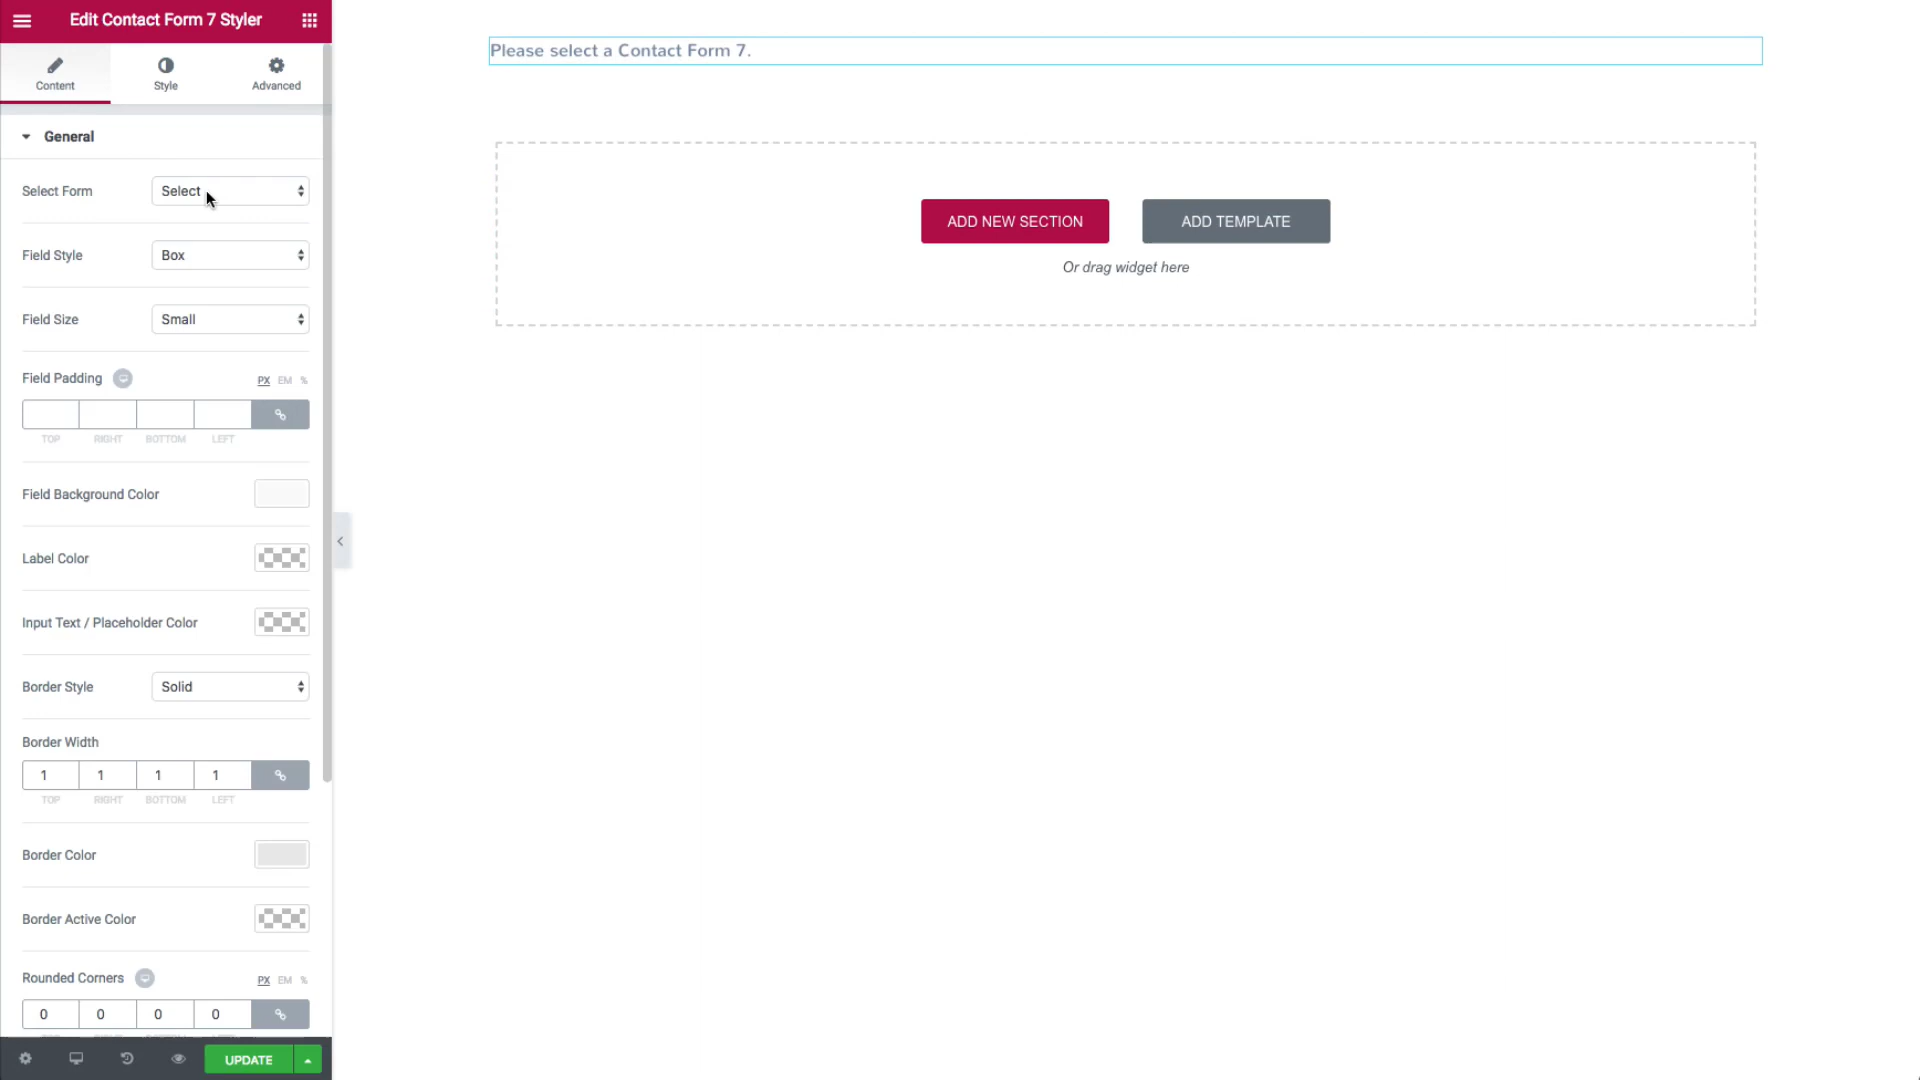 Edit Contact Form 7 Styler
Content
Style
Advanced
General
Select Form
Select
Field Style
Box
Field Size
Small
Field Padding
PX EM %
TOP RIGHT BOTTOM LEFT
Field Background Color
Label Color
Input Text / Placeholder Color
Border Style
Solid
Border Width
1 1 1 1
TOP RIGHT BOTTOM LEFT
Border Color
Border Active Color
Rounded Corners
PX EM %
0 0 0 0
UPDATE
Please select a Contact Form 7.
ADD NEW SECTION
ADD TEMPLATE
Or drag widget here